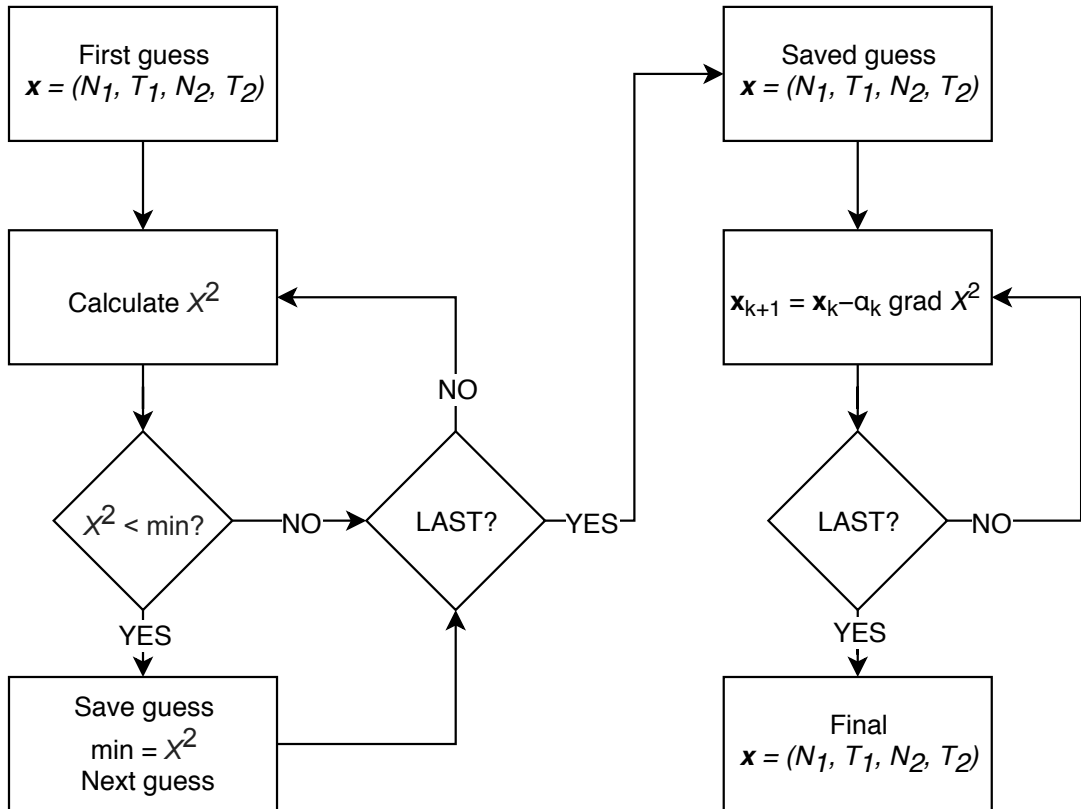 First guess
x = (N₁, T₁, N₂, T₂)
Calculate X²
X² < min?
NO
YES
Save guess
min = X²
Next guess
LAST?
NO
YES
Saved guess
x = (N₁, T₁, N₂, T₂)
xₖ₊₁ = xₖ−αₖ grad X²
LAST?
NO
YES
Final
x = (N₁, T₁, N₂, T₂)